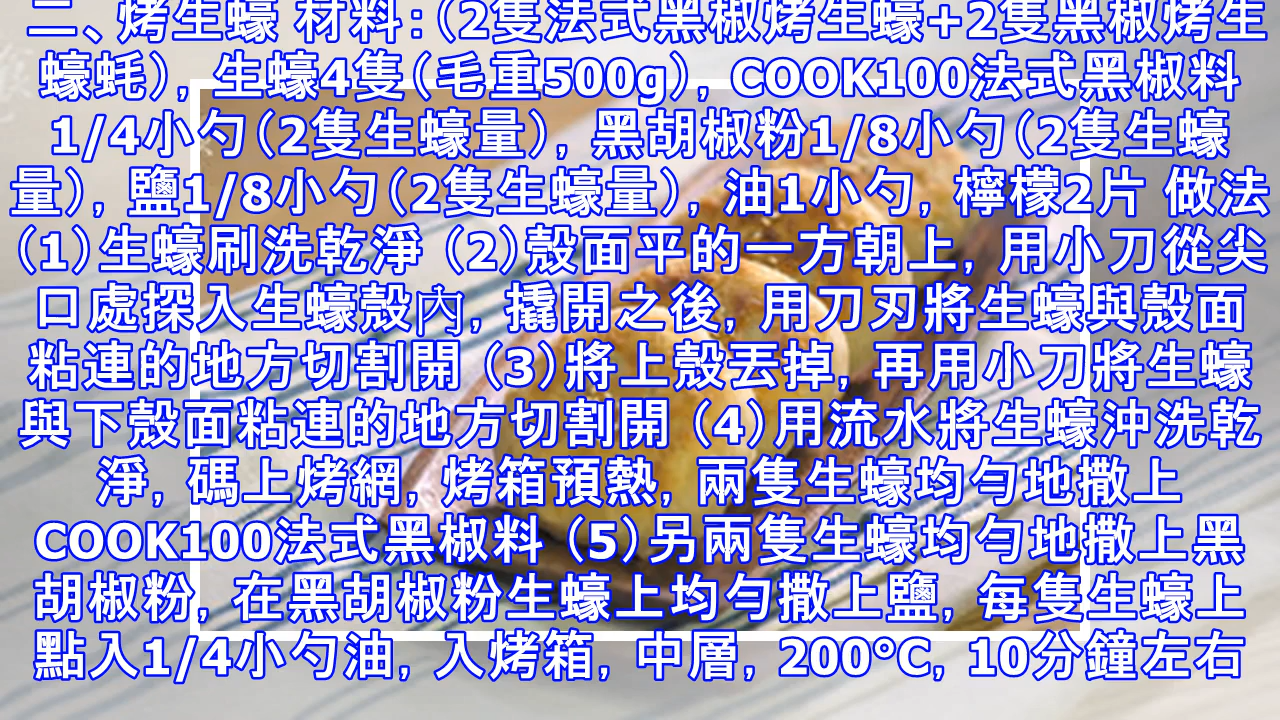 二、烤生蠔 材料：（2隻法式黑椒烤生蠔+2隻黑椒烤生
蠔蚝），生蠔4隻（毛重500g），COOK100法式黑椒料
1/4小勺（2隻生蠔量），黑胡椒粉1/8小勺（2隻生蠔
量），鹽1/8小勺（2隻生蠔量），油1小勺，檸檬2片 做法
（1）生蠔刷洗乾淨（2）殼面平的一方朝上，用小刀從尖
口處探入生蠔殼內，撬開之後，用刀刃將生蠔與殼面
粘連的地方切割開（3）將上殼丟掉，再用小刀將生蠔
與下殼面粘連的地方切割開（4）用流水將生蠔沖洗乾
淨，碼上烤網，烤箱預熱，兩隻生蠔均勻地撒上
COOK100法式黑椒料（5）另兩隻生蠔均勻地撒上黑
胡椒粉，在黑胡椒粉生蠔上均勻撒上鹽，每隻生蠔上
點入1/4小勺油，入烤箱，中層，200°C，10分鐘左右